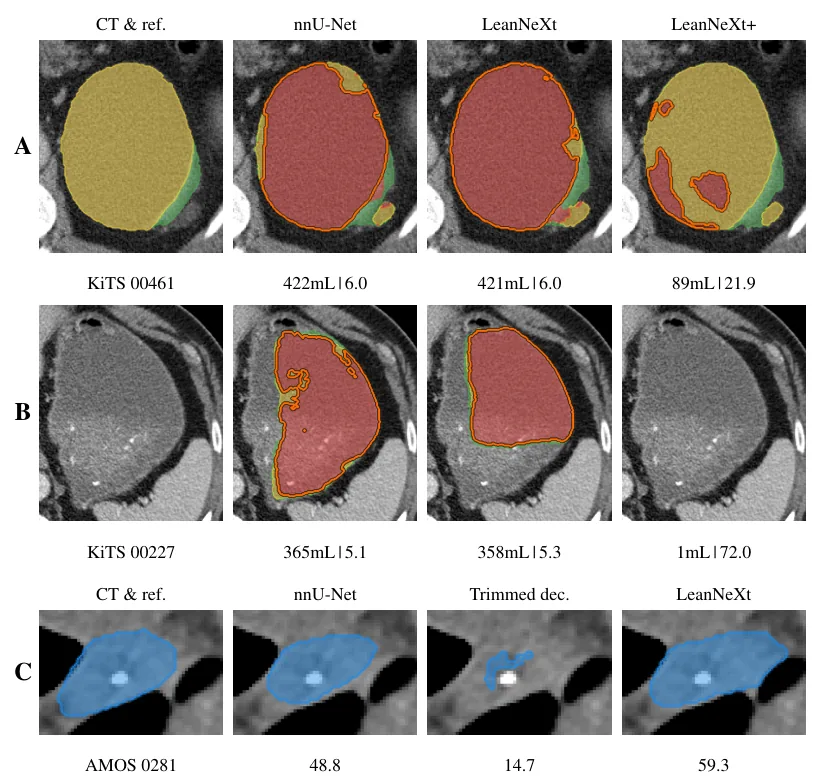 CT & ref. nnU-Net LeanNeXt LeanNeXt+
A
KiTS 00461 422mL|6.0 421mL|6.0 89mL|21.9
B
KiTS 00227 365mL|5.1 358mL|5.3 1mL|72.0
CT & ref. nnU-Net Trimmed dec. LeanNeXt
C
AMOS 0281 48.8 14.7 59.3